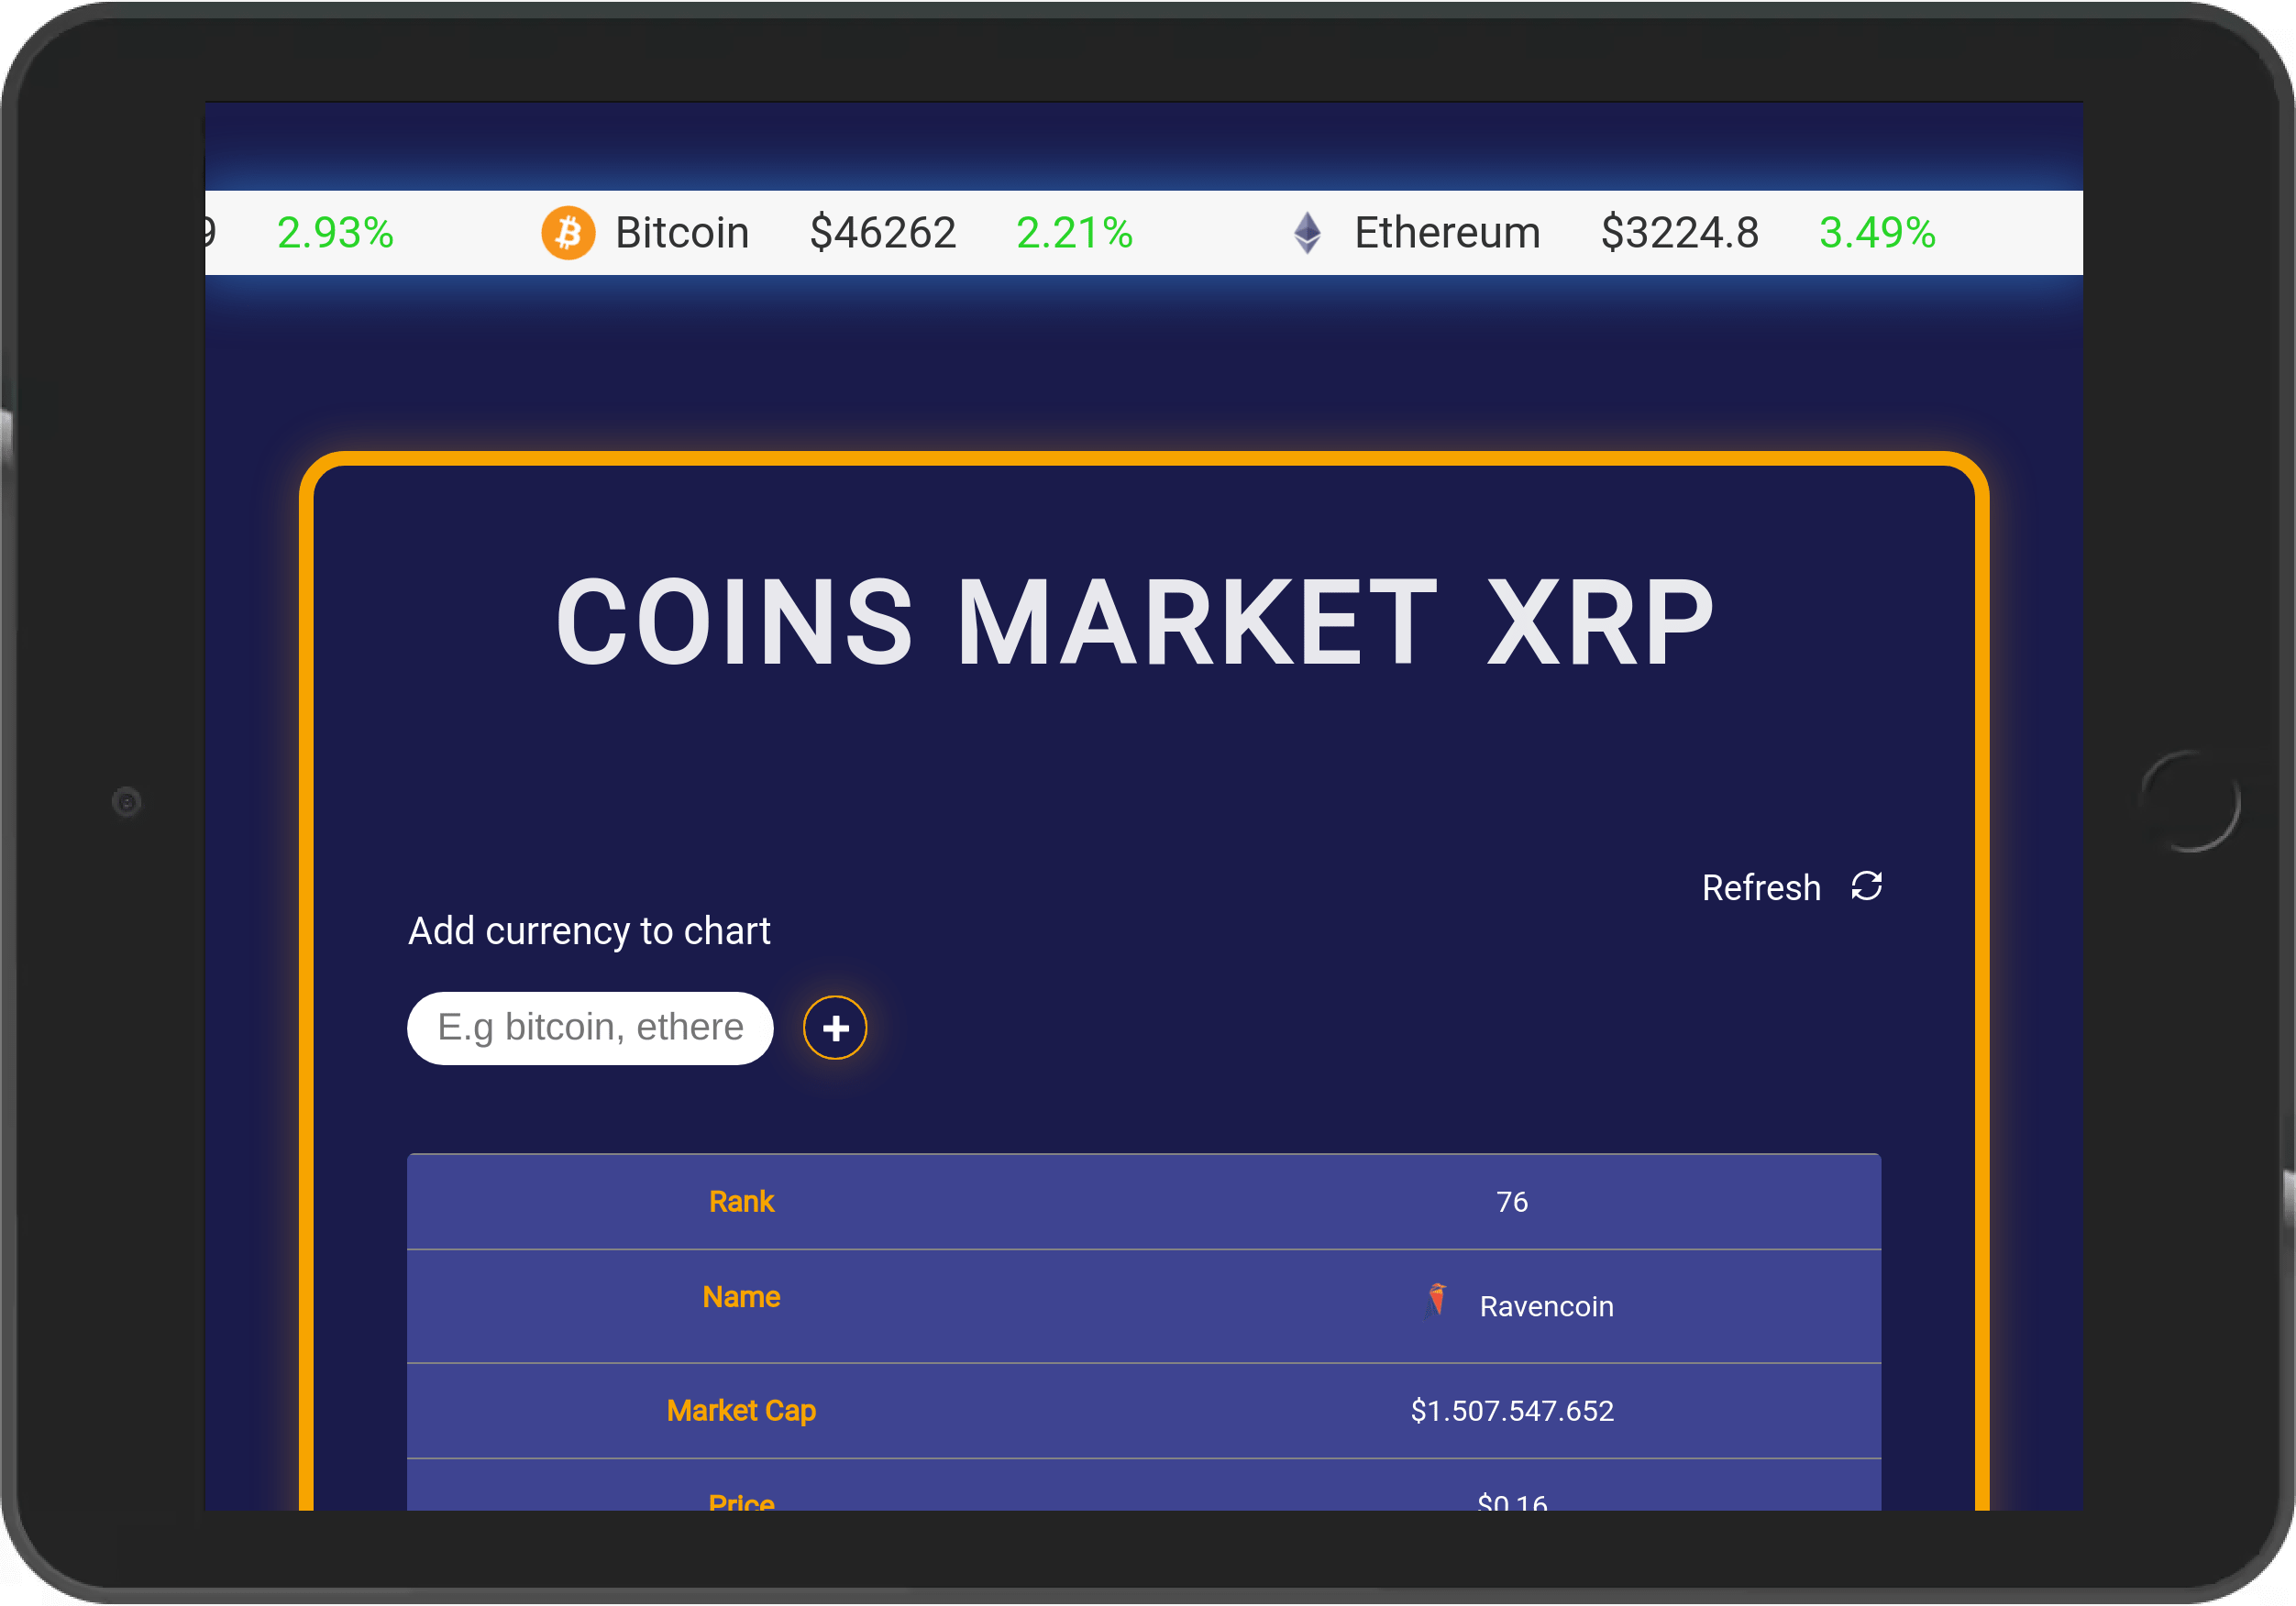 9 2.93% Bitcoin $46262 2.21% Ethereum $3224.8 3.49%
COINS MARKET XRP
Refresh
Add currency to chart
E.g bitcoin, ethere
Rank 76
Name Ravencoin
Market Cap $1.507.547.652
Price $0.16